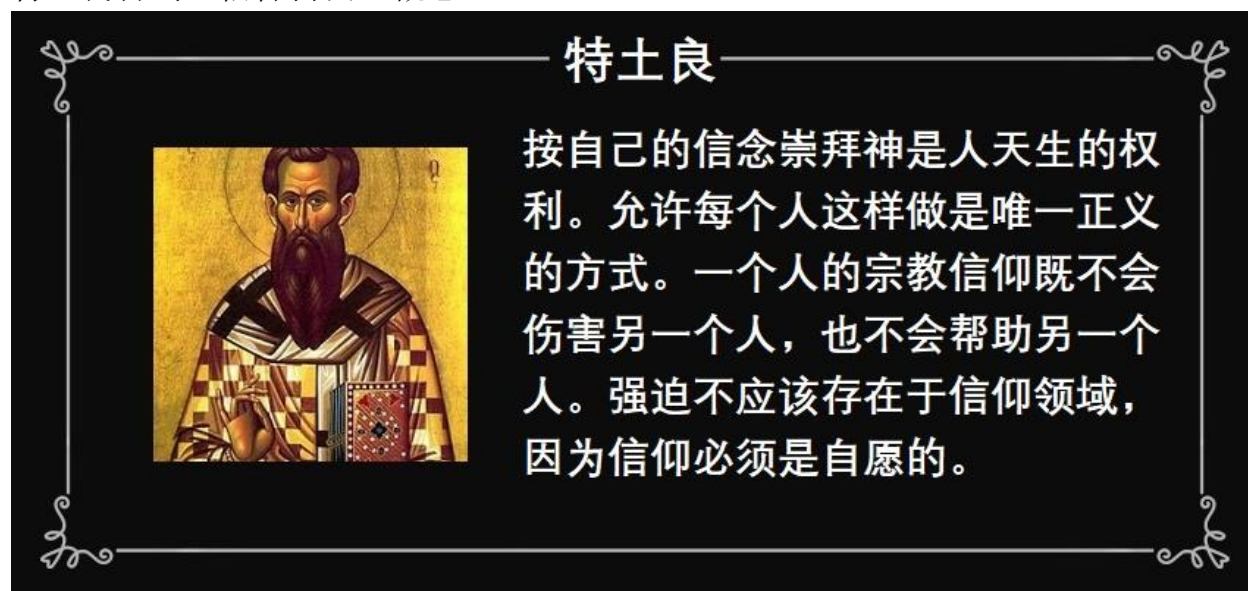 特土良
按自己的信念崇拜神是人天生的权
利。允许每个人这样做是唯一正义
的方式。一个人的宗教信仰既不会
伤害另一个人，也不会帮助另一个
人。强迫不应该存在于信仰领域，
因为信仰必须是自愿的。